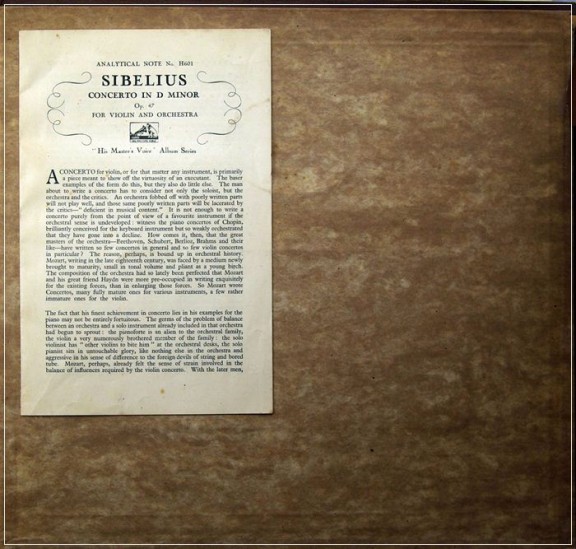 ANALYTICAL NOTE No. H601
SIBELIUS
CONCERTO IN D MINOR
Op. 47
FOR VIOLIN AND ORCHESTRA
"His Master's Voice" Album Series
A CONCERTO for violin, or for that matter any instrument, is primarily
a piece meant to show off the virtuosity of an executant. The baser
examples of the form do this, but they also do little else. The man
about to write a concerto has to consider not only the soloist, but the
orchestra and the critics. An orchestra fobbed off with poorly written parts
will not play well, and these same poorly written parts will be lacerated by
the critics—"deficient in musical content." It is not enough to write a
concerto purely from the point of view of a favourite instrument if the
orchestral sense is undeveloped: witness the piano concertos of Chopin,
brilliantly conceived for the keyboard instrument but so weakly orchestrated
that they have gone into a decline. How comes it, then, that the great
masters of the orchestra—Beethoven, Schubert, Berlioz, Brahms and their
like—have written so few concertos in general and so few violin concertos
in particular? The reason, perhaps, is bound up in orchestral history.
Mozart, writing in the late eighteenth century, was faced by a medium newly
brought to maturity, small in tonal volume and pliant as a young birch.
The composition of the orchestra had so lately been perfected that Mozart
and his great friend Haydn were more pre-occupied in writing exquisitely
for the existing forces, than in enlarging those forces. So Mozart wrote
Concertos, many fully mature ones for various instruments, a few rather
immature ones for the violin.
The fact that his finest achievement in concerto lies in his examples for the
piano may not be entirely fortuitous. The germs of the problem of balance
between an orchestra and a solo instrument already included in that orchestra
had begun to sprout: the pianoforte is an alien to the orchestral family,
the violin a very numerously brothered member of the family: the solo
violinist has "other violins to bite him" at the orchestral desks, the solo
pianist sits in untouchable glory, like nothing else in the orchestra and
aggressive in his sense of difference to the foreign devils of string and bored
tube. Mozart, perhaps, already felt the sense of strain involved in the
balance of influences required by the violin concerto. With the later men,